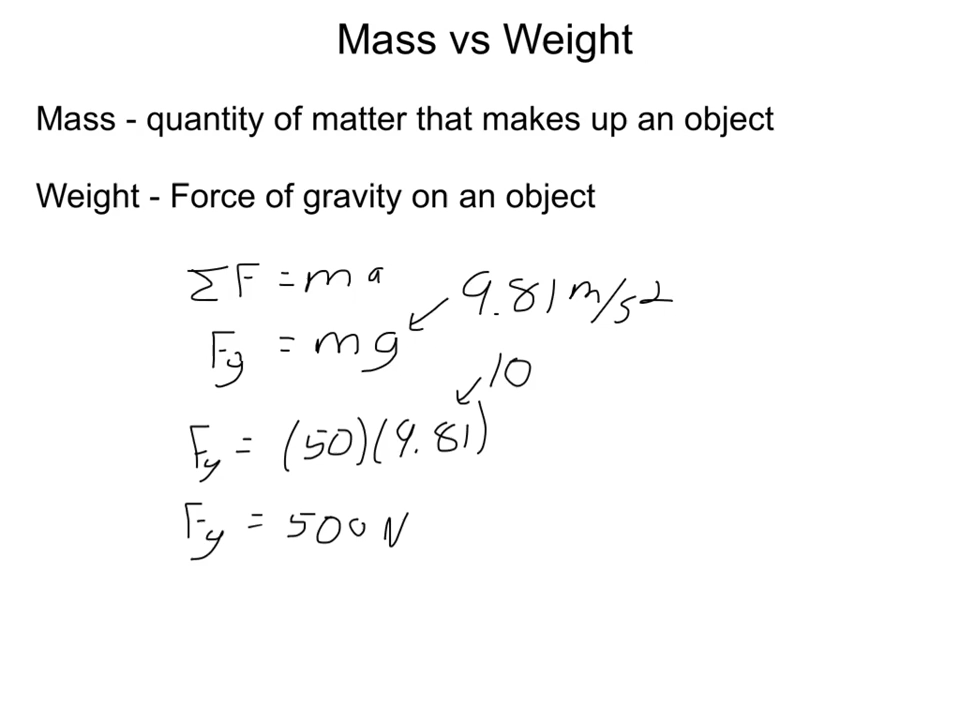 Mass vs Weight
Mass - quantity of matter that makes up an object
Weight - Force of gravity on an object
ΣF = ma
9.81 m/s2
Fg = mg
10
Fg = (50)(9.81)
Fg = 500 N